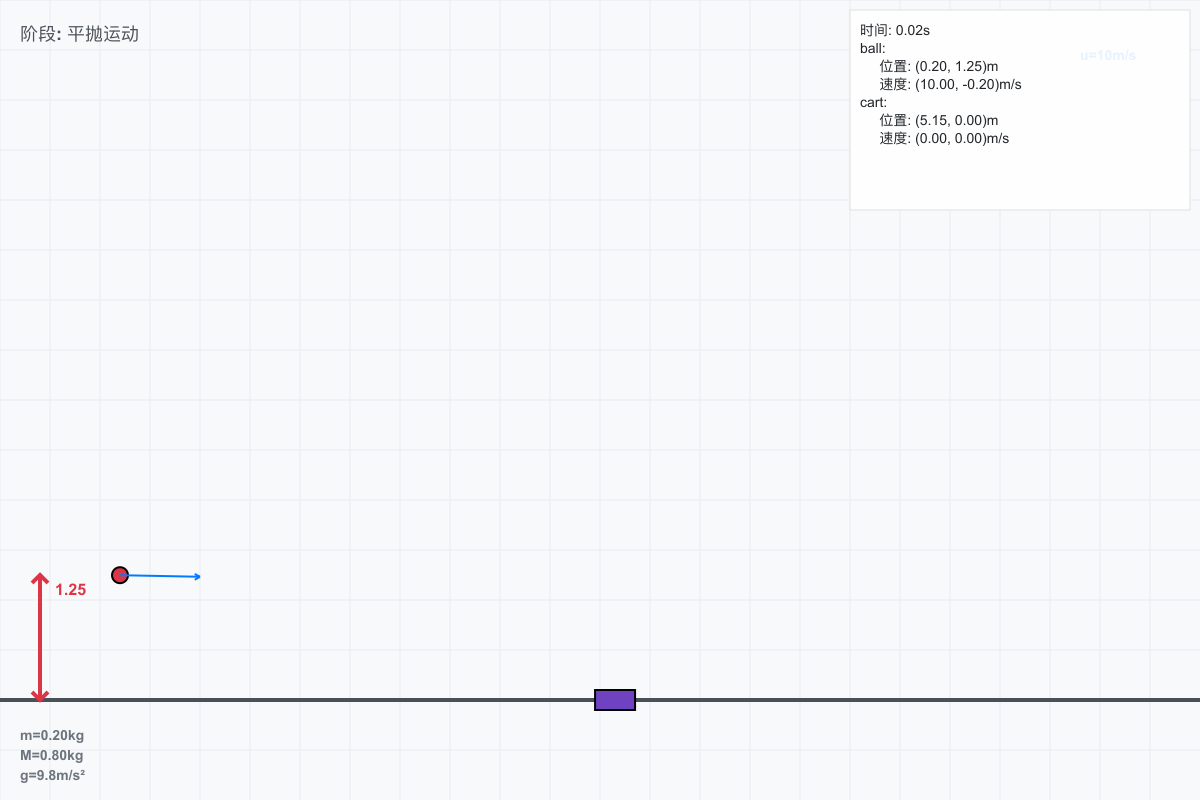 阶段: 平抛运动
时间: 0.02s
u=10m/s
ball:
位置: (0.20, 1.25)m
速度: (10.00, -0.20)m/s
cart:
位置: (5.15, 0.00)m
速度: (0.00, 0.00)m/s
1.25
m=0.20kg
M=0.80kg
g=9.8m/s²